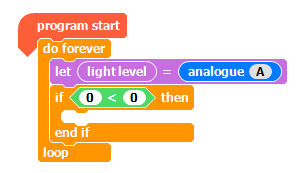 program start
do forever
let light level = analogue A
if 0 < 0 then
end if
loop